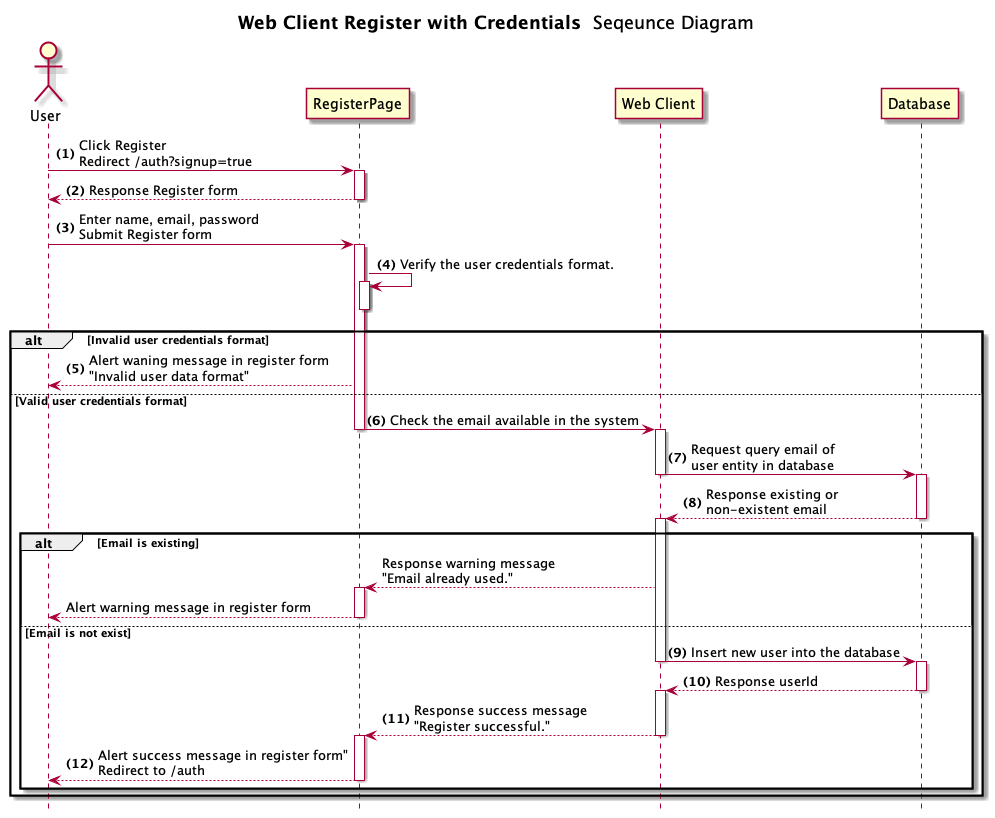 Web Client Register with Credentials Seqeunce Diagram
User
RegisterPage
Web Client
Database
(1) Click Register
Redirect /auth?signup=true
(2) Response Register form
(3) Enter name, email, password
Submit Register form
(4) Verify the user credentials format.
alt [Invalid user credentials format]
(5) Alert waning message in register form
"Invalid user data format"
[Valid user credentials format]
(6) Check the email available in the system
(7) Request query email of
user entity in database
(8) Response existing or
non-existent email
alt [Email is existing]
Response warning message
"Email already used."
Alert warning message in register form
[Email is not exist]
(9) Insert new user into the database
(10) Response userId
(11) Response success message
"Register successful."
(12) Alert success message in register form"
Redirect to /auth